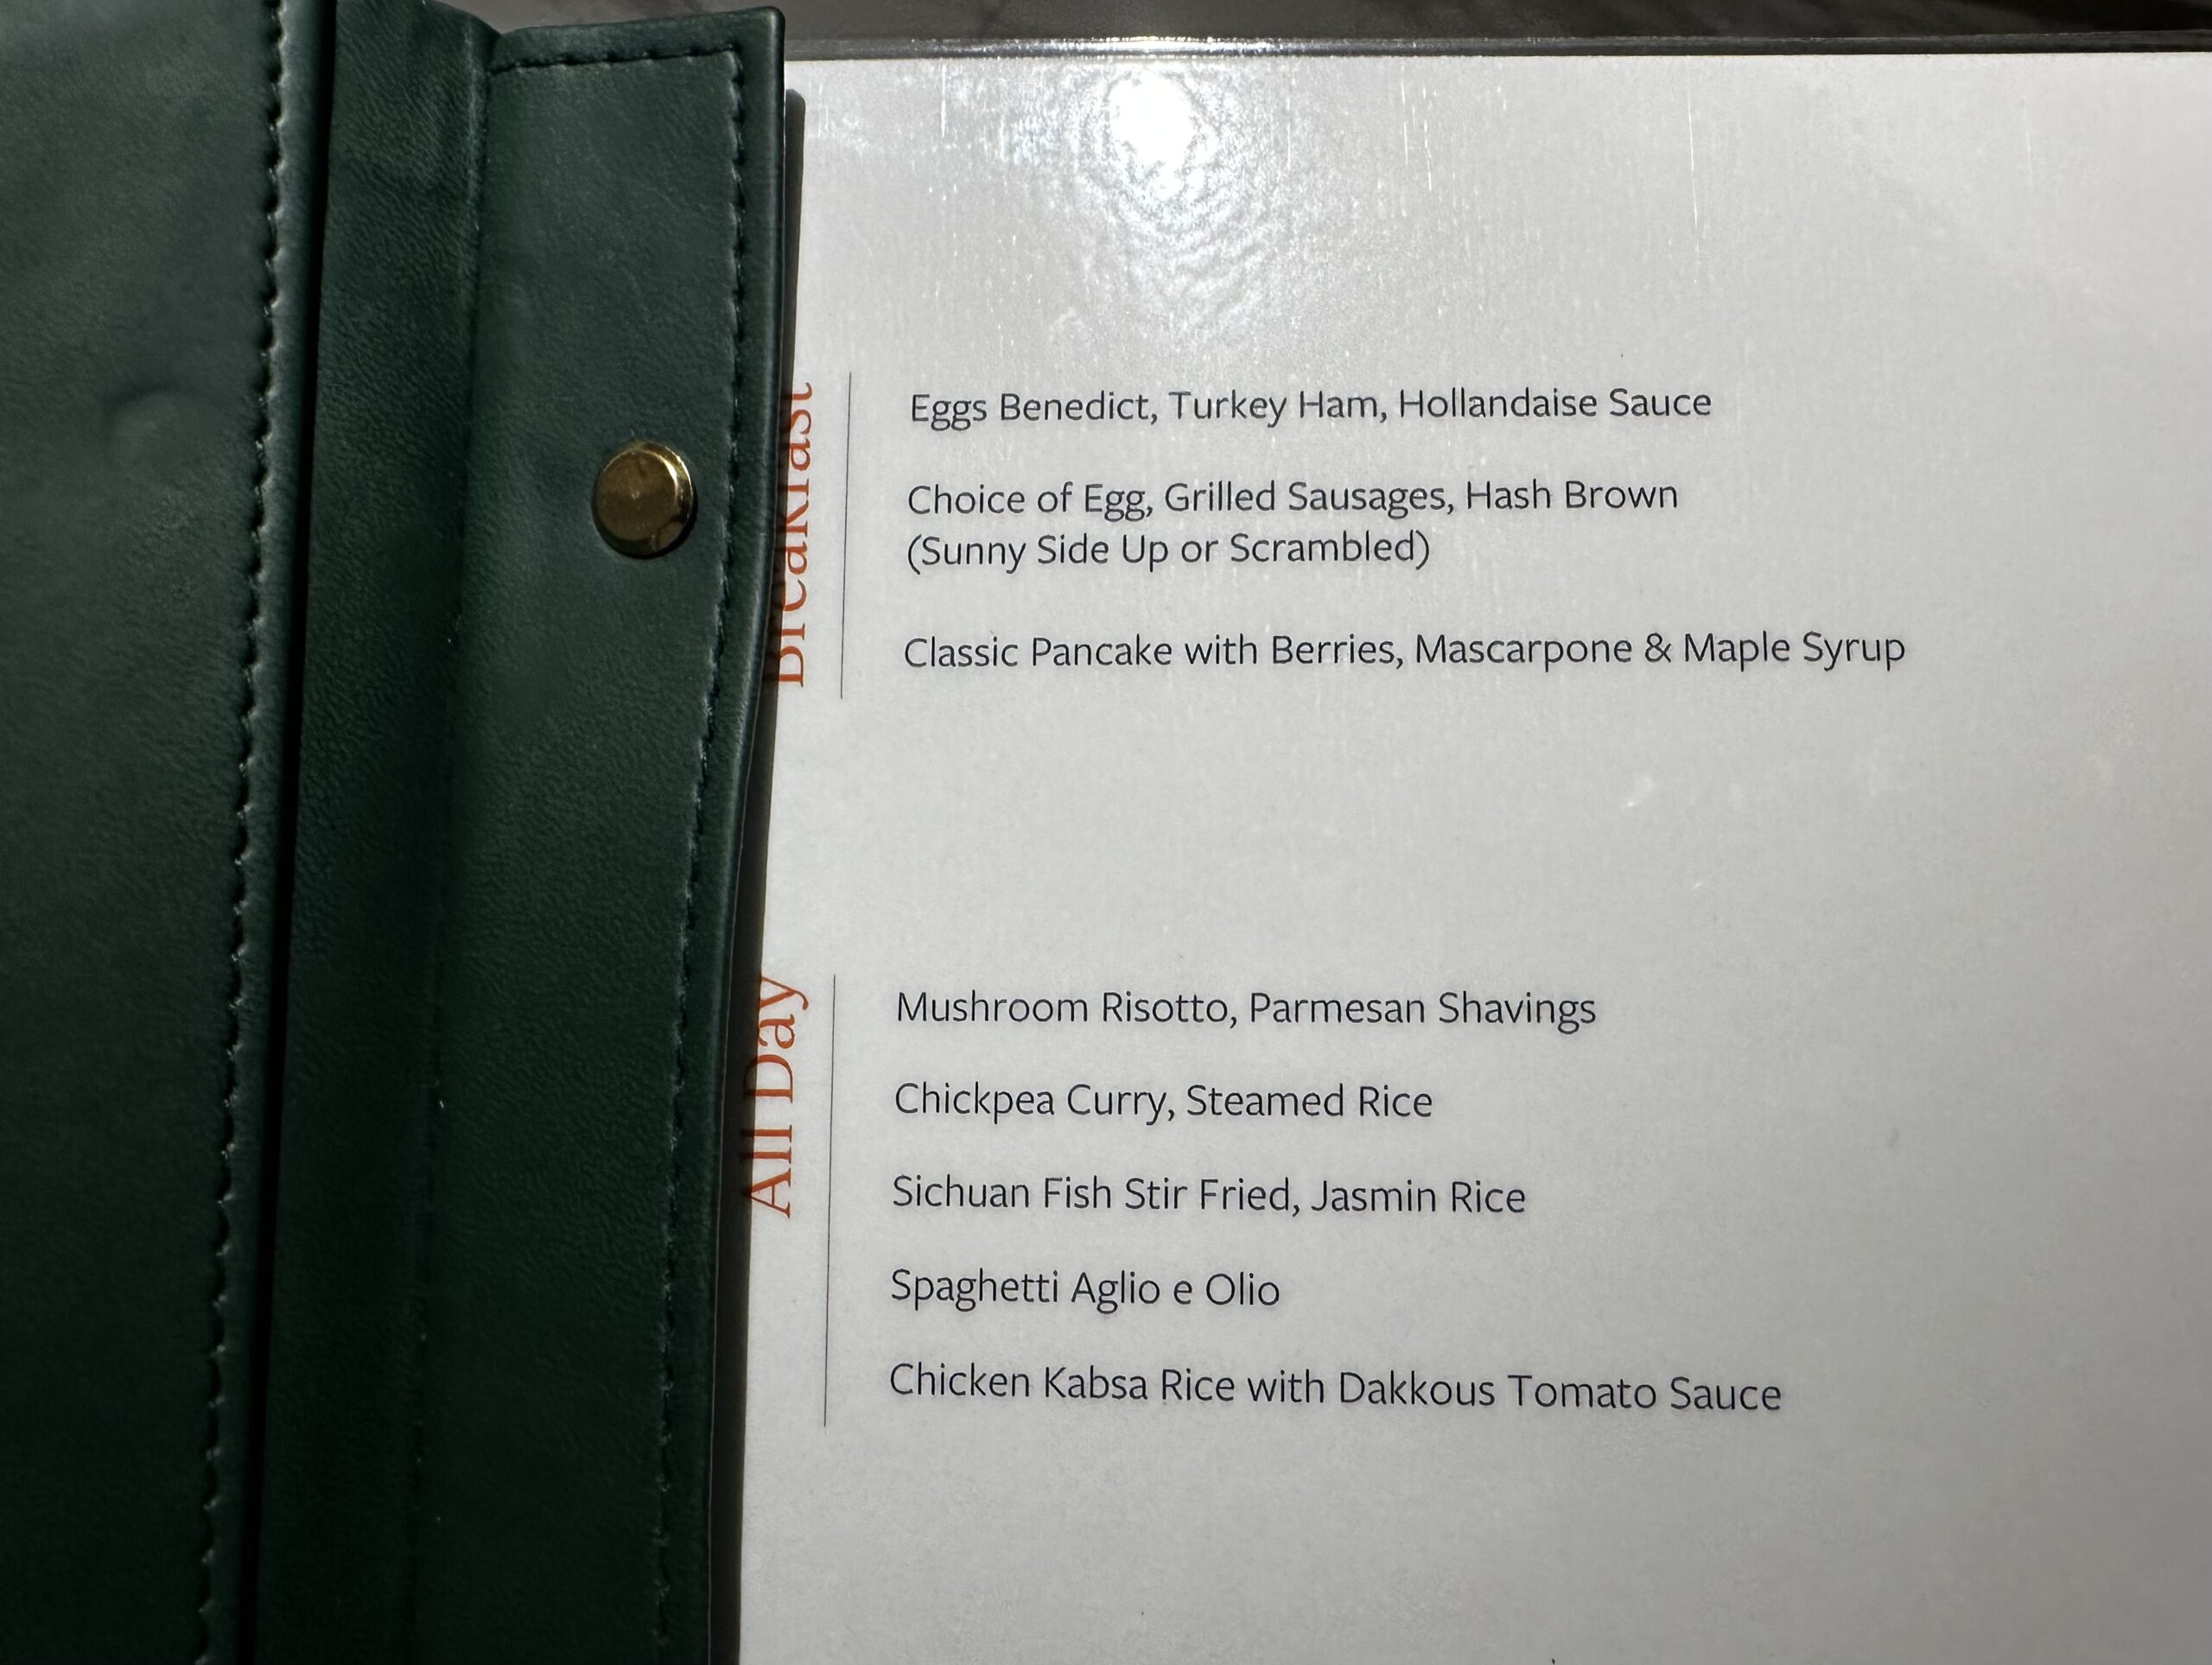 Breakfast
Eggs Benedict, Turkey Ham, Hollandaise Sauce
Choice of Egg, Grilled Sausages, Hash Brown
(Sunny Side Up or Scrambled)
Classic Pancake with Berries, Mascarpone & Maple Syrup
All Day
Mushroom Risotto, Parmesan Shavings
Chickpea Curry, Steamed Rice
Sichuan Fish Stir Fried, Jasmin Rice
Spaghetti Aglio e Olio
Chicken Kabsa Rice with Dakkous Tomato Sauce